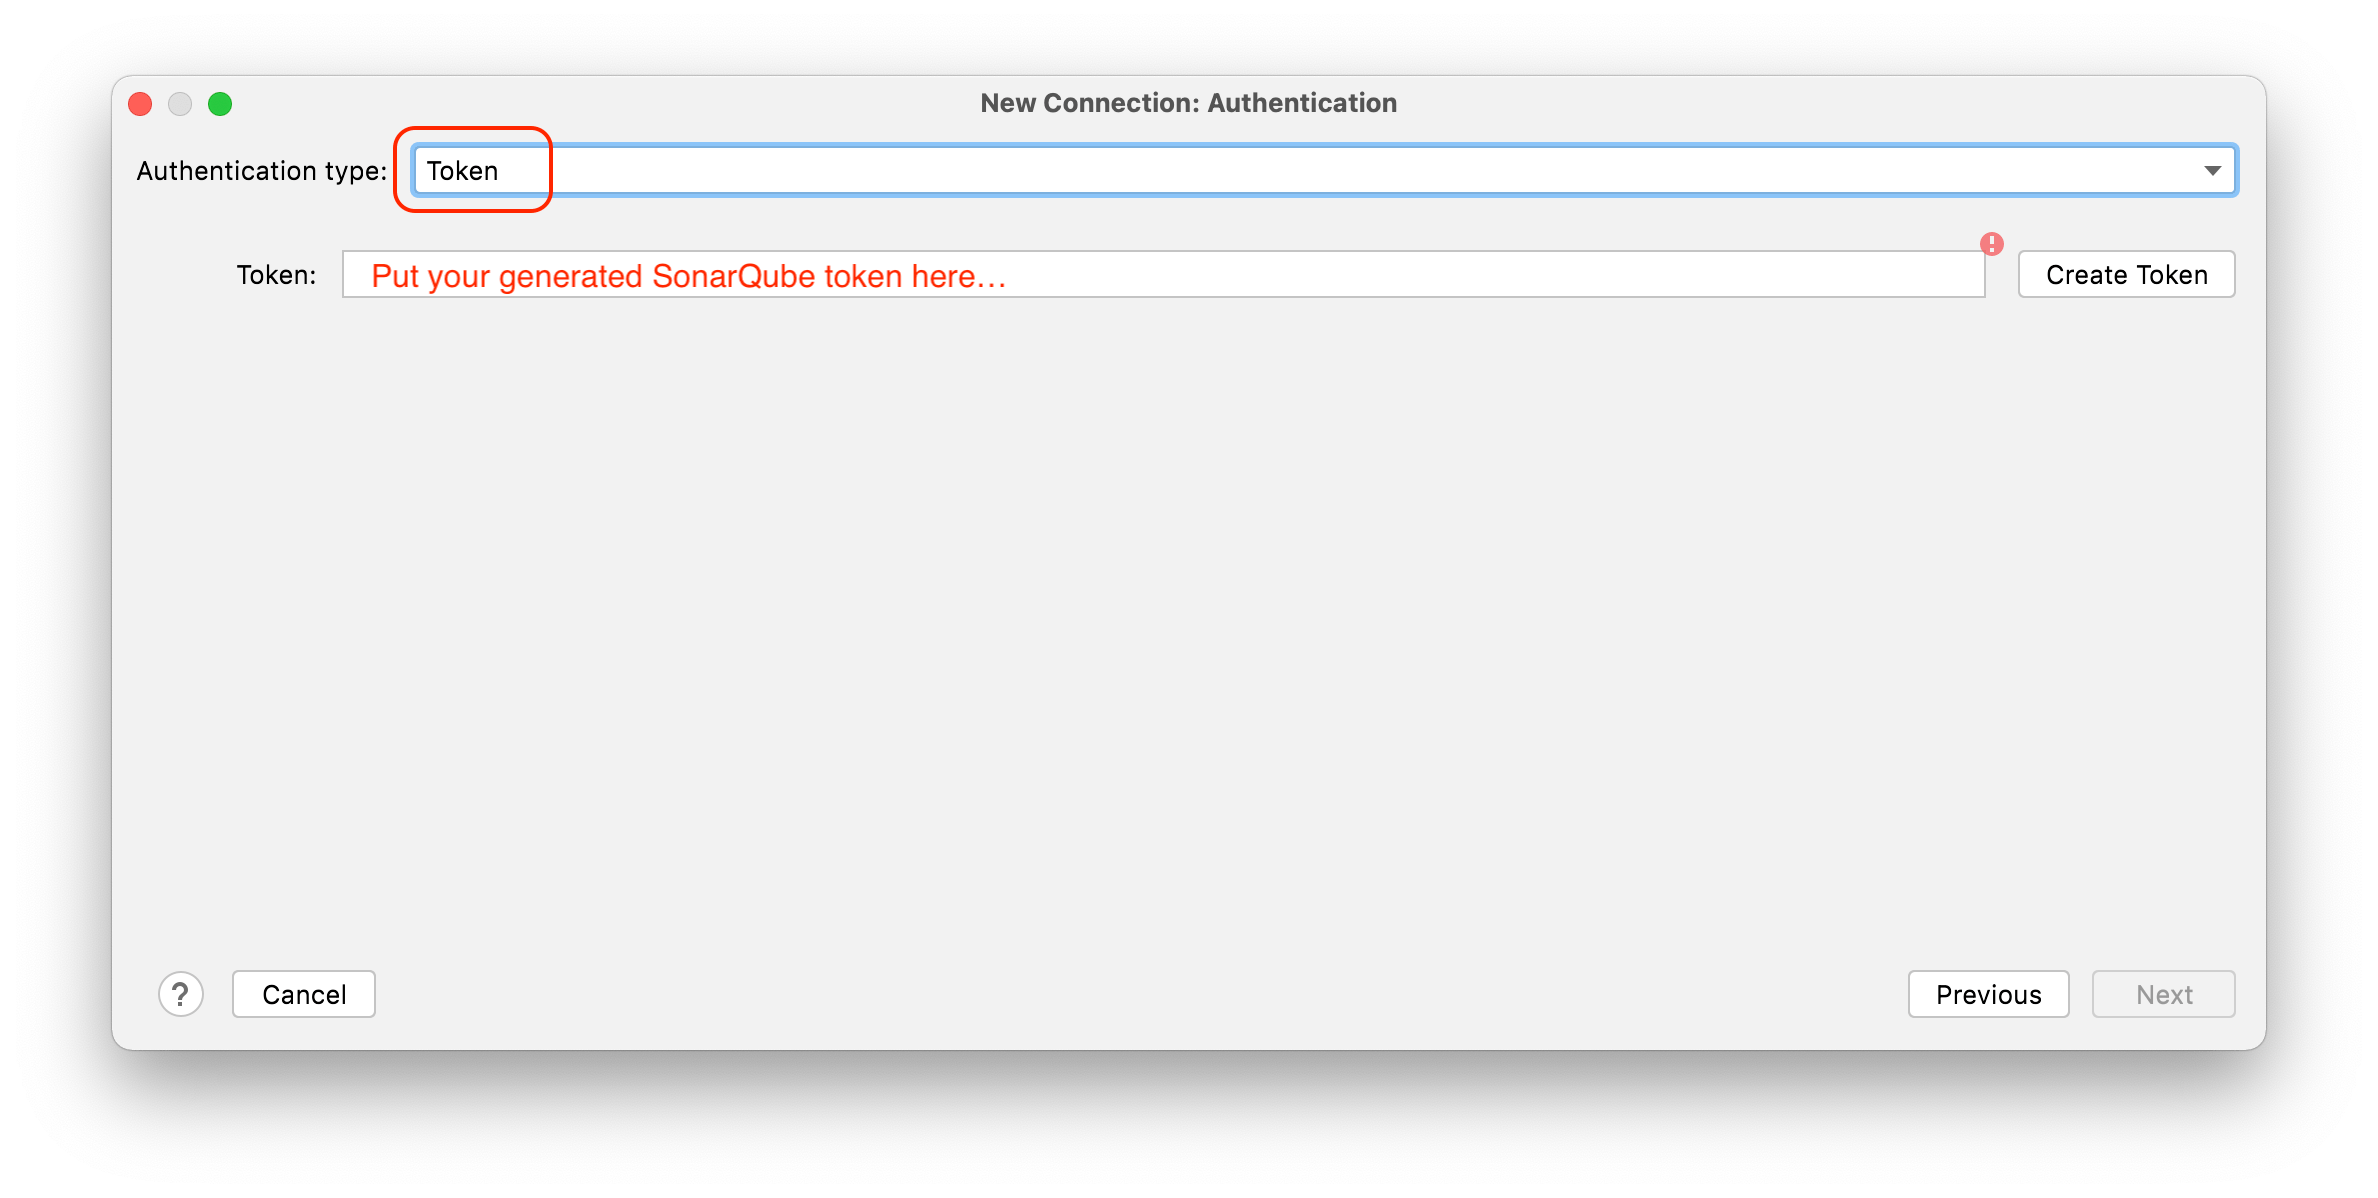 New Connection: Authentication
Authentication type: Token
Token: Put your generated SonarQube token here... Create Token
? Cancel Previous Next